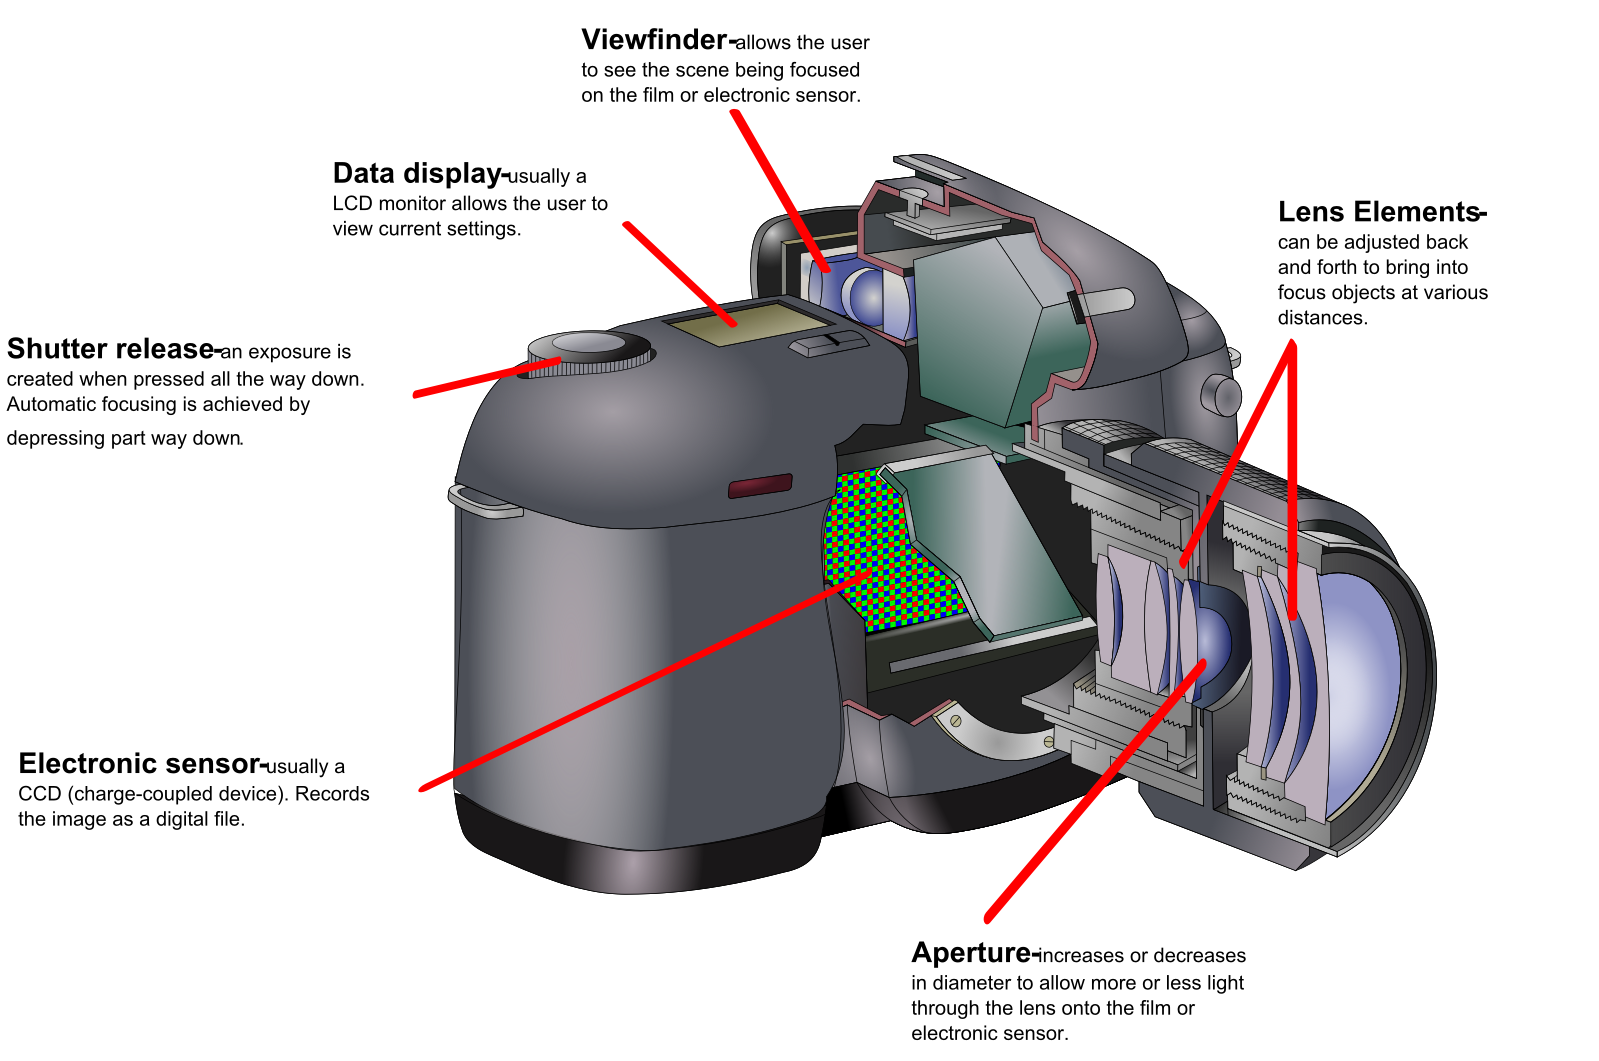 Viewfinder-allows the user
to see the scene being focused
on the film or electronic sensor.
Data display-usually a
LCD monitor allows the user to
view current settings.
Lens Elements-
can be adjusted back
and forth to bring into
focus objects at various
distances.
Shutter release-an exposure is
created when pressed all the way down.
Automatic focusing is achieved by
depressing part way down.
Electronic sensor-usually a
CCD (charge-coupled device). Records
the image as a digital file.
Aperture-increases or decreases
in diameter to allow more or less light
through the lens onto the film or
electronic sensor.